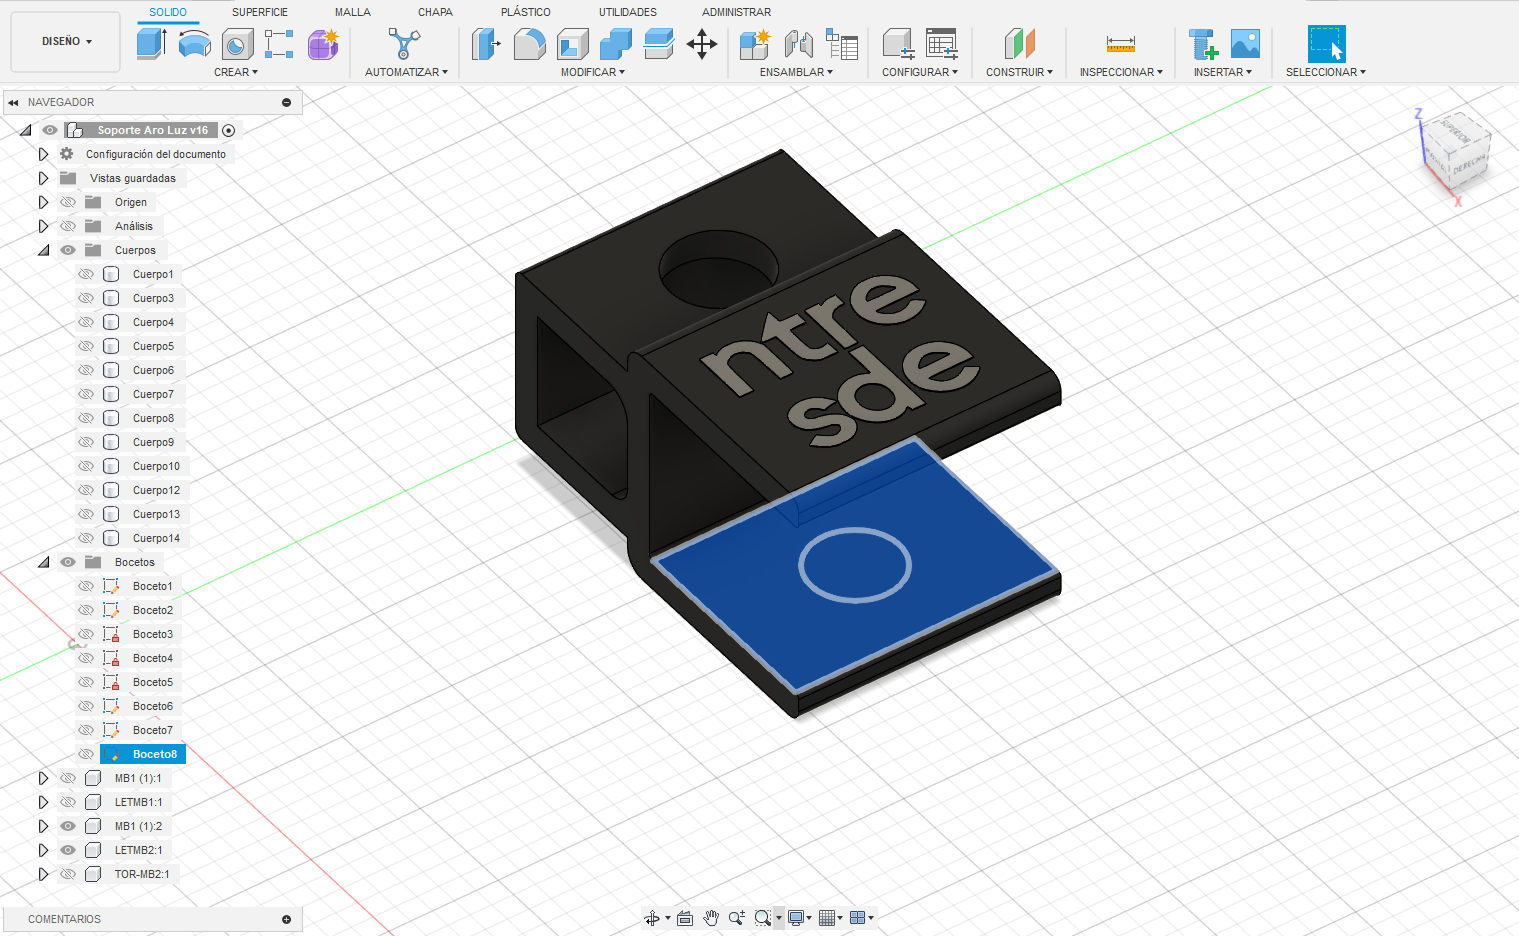 SOLIDO SUPERFICIE MALLA CHAPA PLÁSTICO UTILIDADES ADMINISTRAR
DISEÑO
CREAR AUTOMATIZAR MODIFICAR ENSAMBLAR CONFIGURAR CONSTRUIR INSPECCIONAR INSERTAR SELECCIONAR
NAVEGADOR
Soporte Aro Luz v16
Configuración del documento
Vistas guardadas
Origen
Análisis
Cuerpos
Cuerpo1
Cuerpo3
Cuerpo4
Cuerpo5
Cuerpo6
Cuerpo7
Cuerpo8
Cuerpo9
Cuerpo10
Cuerpo12
Cuerpo13
Cuerpo14
Bocetos
Boceto1
Boceto2
Boceto3
Boceto4
Boceto5
Boceto6
Boceto7
Boceto8
MB1 (1):1
LETMB1:1
MB1 (1):2
LETMB2:1
TOR-MB2:1
COMENTARIOS
ntre
sde
Z
SUPERIOR
DERECHA
X